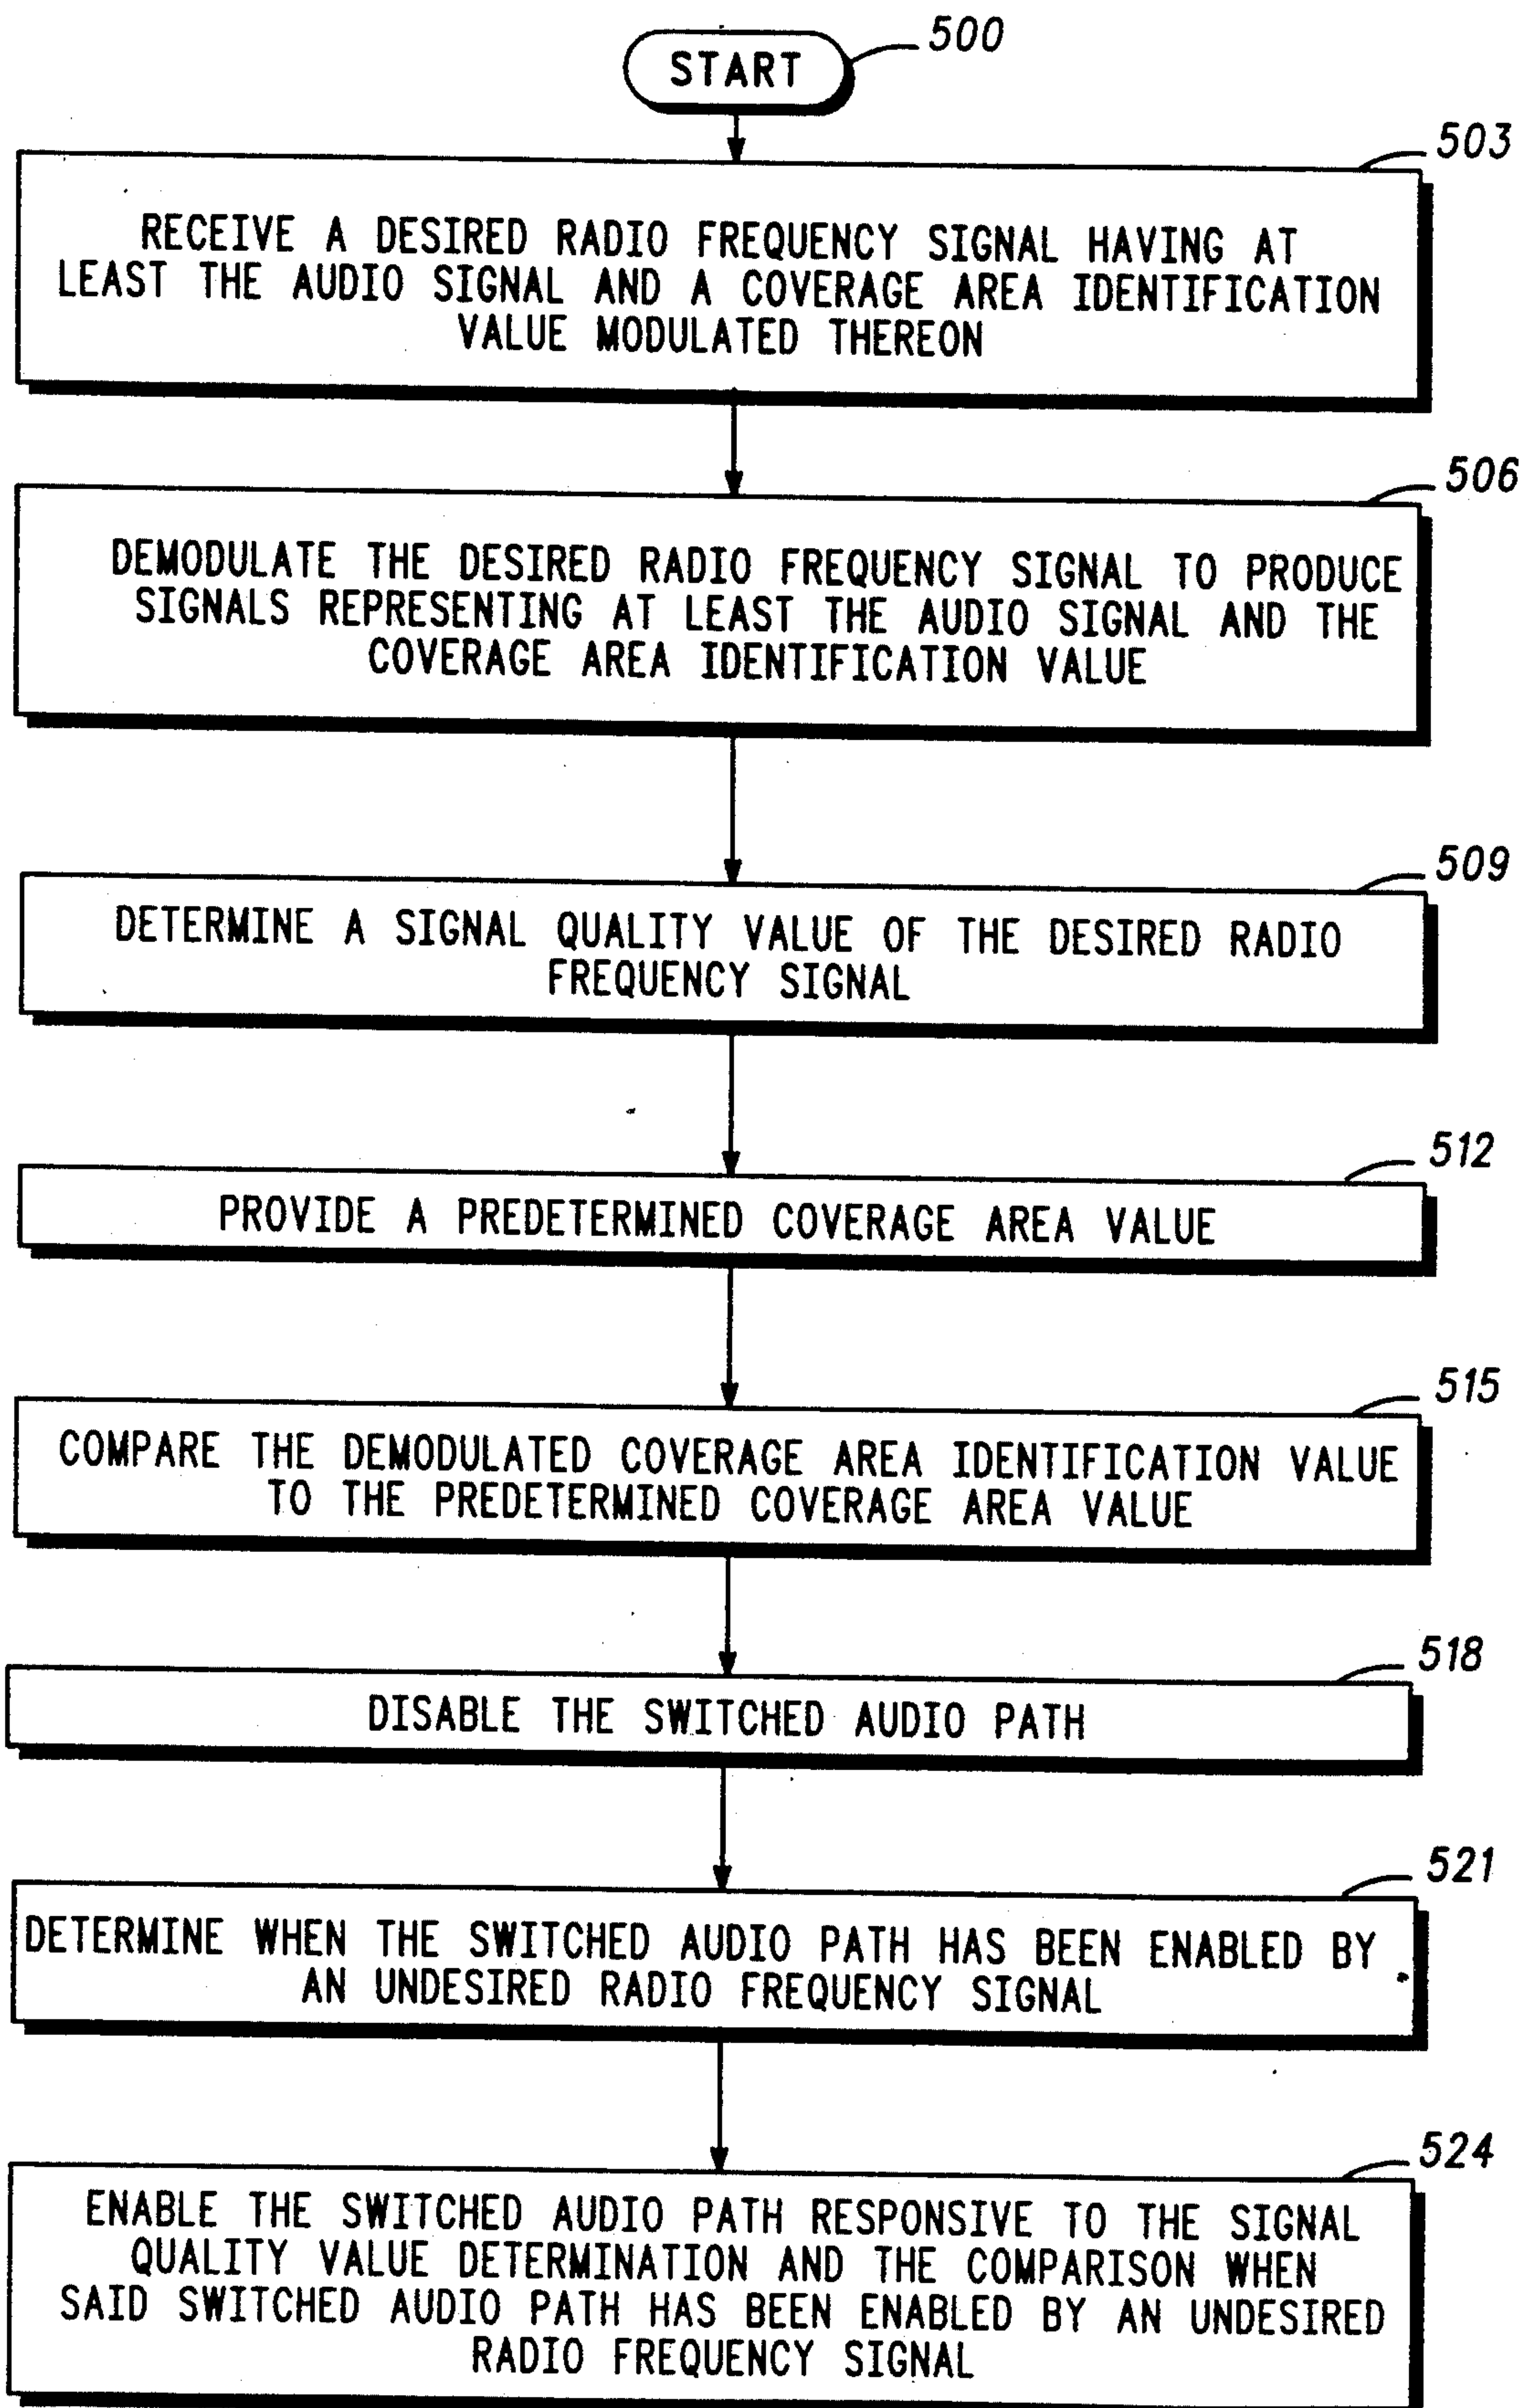 START
500
503
RECEIVE A DESIRED RADIO FREQUENCY SIGNAL HAVING AT
LEAST THE AUDIO SIGNAL AND A COVERAGE AREA IDENTIFICATION
VALUE MODULATED THEREON
506
DEMODULATE THE DESIRED RADIO FREQUENCY SIGNAL TO PRODUCE
SIGNALS REPRESENTING AT LEAST THE AUDIO SIGNAL AND THE
COVERAGE AREA IDENTIFICATION VALUE
509
DETERMINE A SIGNAL QUALITY VALUE OF THE DESIRED RADIO
FREQUENCY SIGNAL
512
PROVIDE A PREDETERMINED COVERAGE AREA VALUE
515
COMPARE THE DEMODULATED COVERAGE AREA IDENTIFICATION VALUE
TO THE PREDETERMINED COVERAGE AREA VALUE
518
DISABLE THE SWITCHED AUDIO PATH
521
DETERMINE WHEN THE SWITCHED AUDIO PATH HAS BEEN ENABLED BY
AN UNDESIRED RADIO FREQUENCY SIGNAL
524
ENABLE THE SWITCHED AUDIO PATH RESPONSIVE TO THE SIGNAL
QUALITY VALUE DETERMINATION AND THE COMPARISON WHEN
SAID SWITCHED AUDIO PATH HAS BEEN ENABLED BY AN UNDESIRED
RADIO FREQUENCY SIGNAL